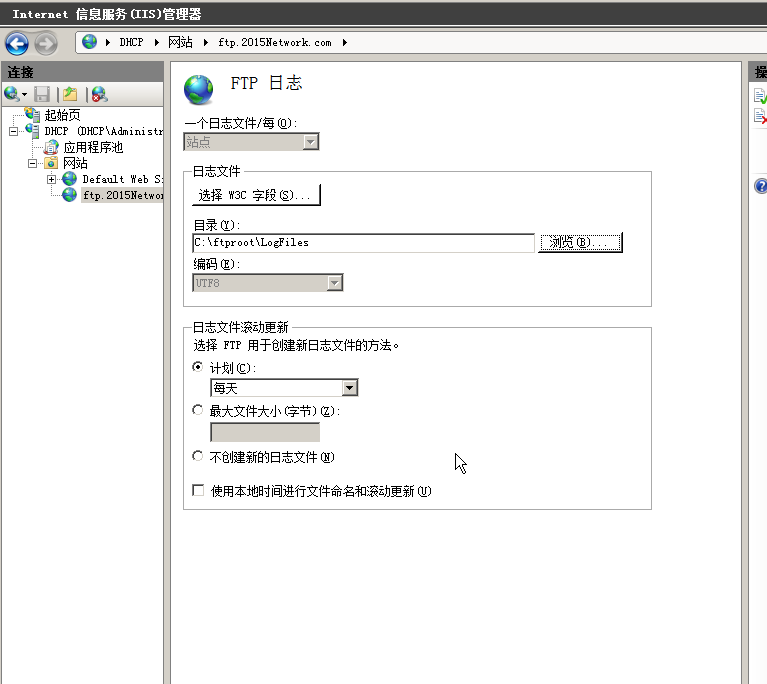 Internet 信息服务(IIS)管理器
DHCP 网站 ftp.2015Network.com
连接
起始页
DHCP (DHCP\Administr
应用程序池
网站
Default Web S
ftp.2015Networ
FTP 日志
一个日志文件/每(O):
站点
日志文件
选择 W3C 字段(S)...
目录(Y):
C:\ftproot\LogFiles
浏览(B)...
编码(E):
UTF8
日志文件滚动更新
选择 FTP 用于创建新日志文件的方法。
计划(C):
每天
最大文件大小(字节)(Z):
不创建新的日志文件(N)
使用本地时间进行文件命名和滚动更新(U)
操